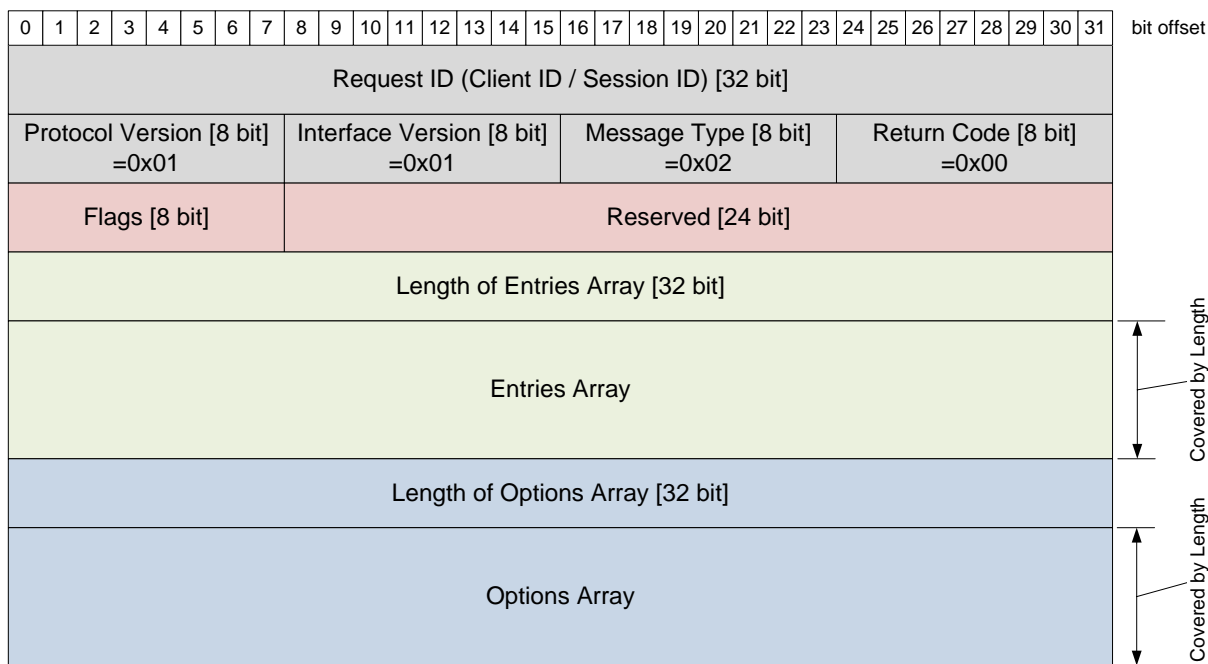 0 1 2 3 4 5 6 7 8 9 10 11 12 13 14 15 16 17 18 19 20 21 22 23 24 25 26 27 28 29 30 31 bit offset
Request ID (Client ID / Session ID) [32 bit]
Protocol Version [8 bit]
=0x01
Interface Version [8 bit]
=0x01
Message Type [8 bit]
=0x02
Return Code [8 bit]
=0x00
Flags [8 bit]
Reserved [24 bit]
Length of Entries Array [32 bit]
Entries Array
Covered by Length
Length of Options Array [32 bit]
Options Array
Covered by Length